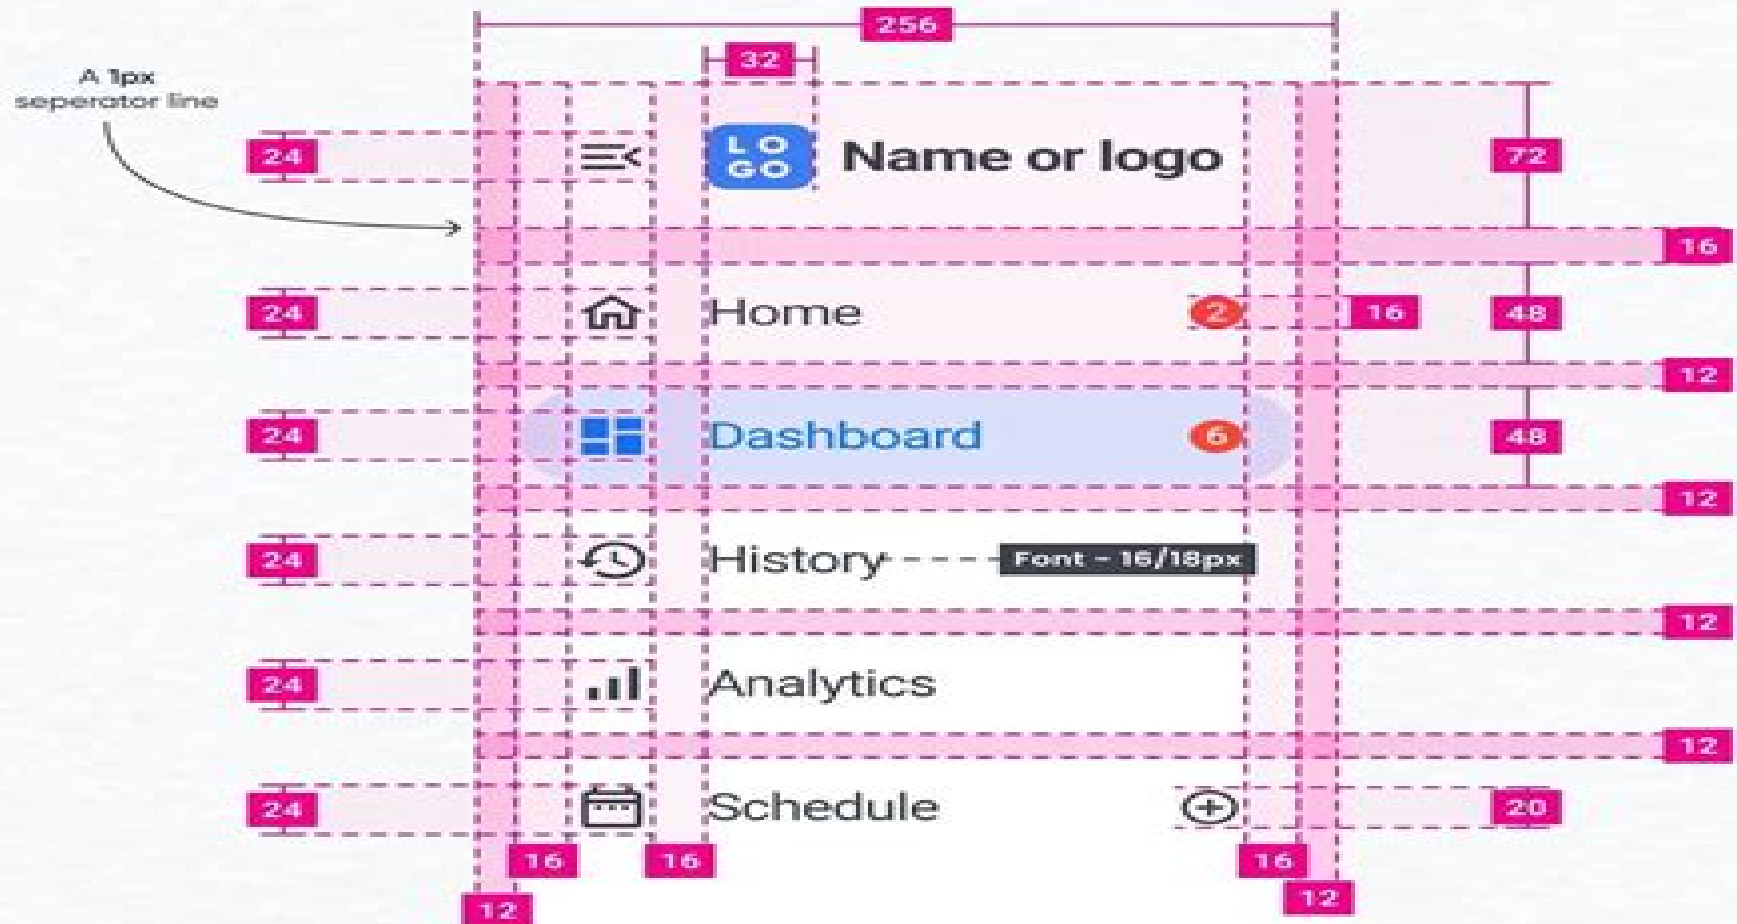 256
32
A 1px
seperator line
24
LO
GO
Name or logo
72
16
24
Home
2
16
48
12
24
Dashboard
6
48
12
24
History
Font - 16/18px
12
24
Analytics
12
24
Schedule
20
16
16
16
12
12